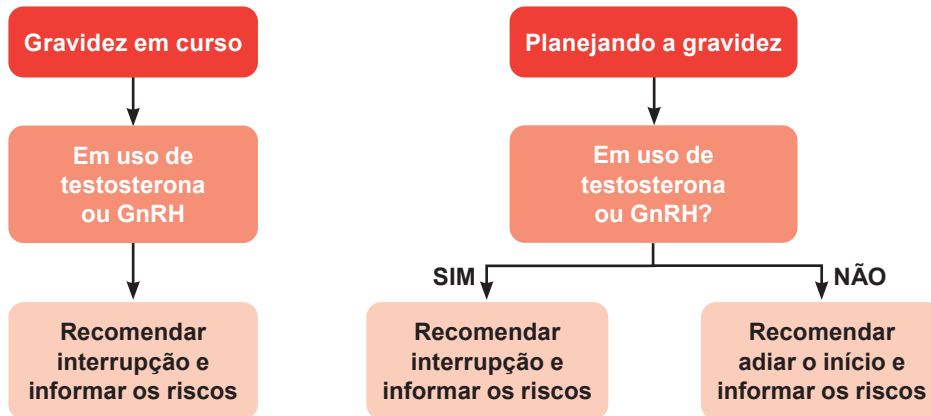 Gravidez em curso
Em uso de
testosterona
ou GnRH
Recomendar
interrupção e
informar os riscos
Planejando a gravidez
Em uso de
testosterona
ou GnRH?
SIM
NÃO
Recomendar
interrupção e
informar os riscos
Recomendar
adiar o início e
informar os riscos